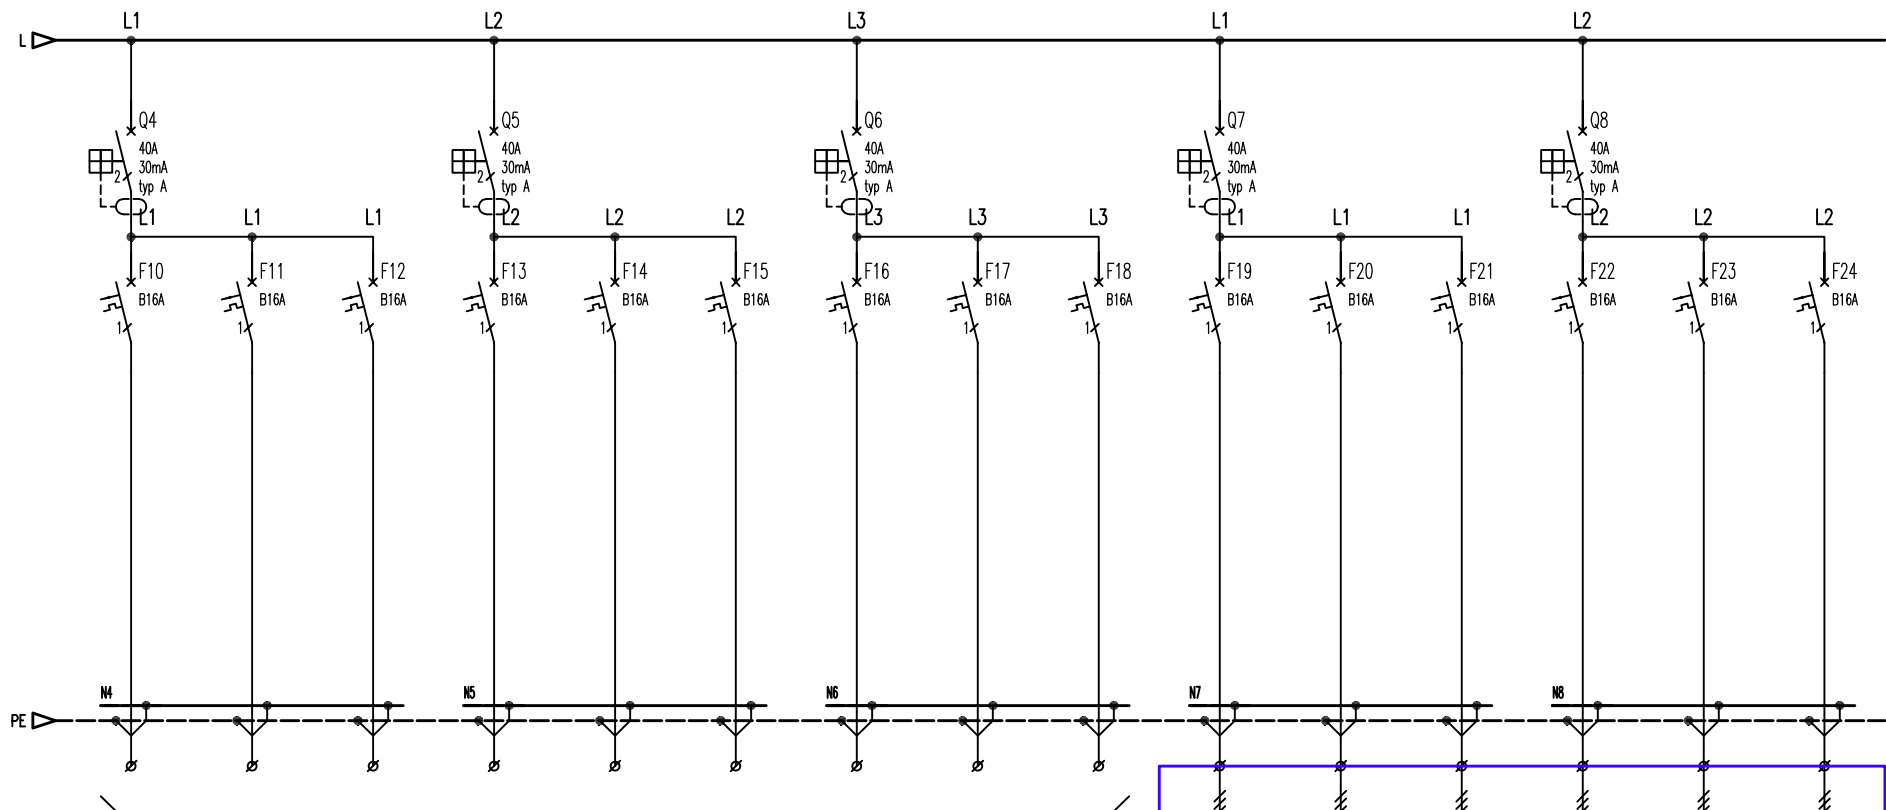 L1 L2 L3 L1 L2
L
Q4 Q5 Q6 Q7 Q8
40A 40A 40A 40A 40A
30mA 30mA 30mA 30mA 30mA
2 2 2 2 2
typ A typ A typ A typ A typ A
L1 L1 L1 L2 L2 L2 L3 L3 L3 L1 L1 L1 L2 L2 L2
F10 F11 F12 F13 F14 F15 F16 F17 F18 F19 F20 F21 F22 F23 F24
B16A B16A B16A B16A B16A B16A B16A B16A B16A B16A B16A B16A B16A B16A B16A
1 1 1 1 1 1 1 1 1 1 1 1 1 1 1
N4 N5 N6 N7 N8
PE